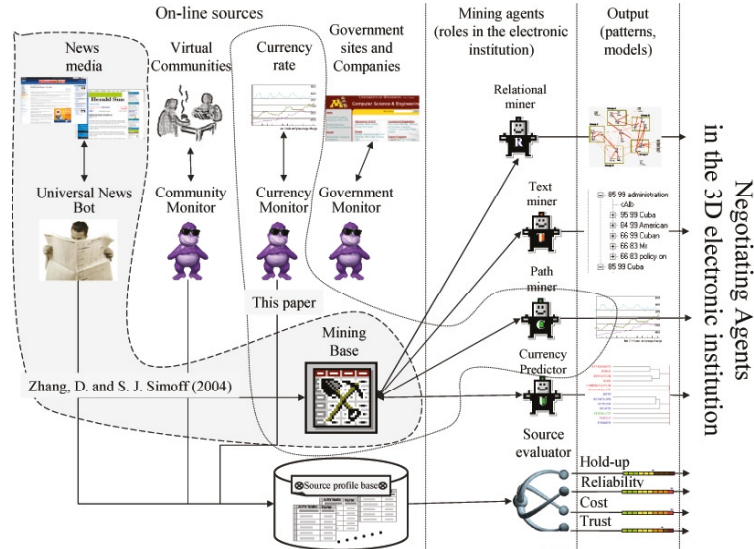 On-line sources
Mining agents
(roles in the electronic
institution)
Output
(patterns,
models)
News
media
Virtual
Communities
Currency
rate
Government
sites and
Companies
Herald Sun
Computer Science & Engineering
Universal News
Bot
Community
Monitor
Currency
Monitor
Government
Monitor
This paper
Mining
Base
Zhang, D. and S. J. Simoff (2004)
Source profile base
Relational
miner
R
Text
miner
Path
miner
Currency
Predictor
Source
evaluator
85 99 administration
95 99 Cuba
84 99 American
66 99 Cuban
66 83 Mr
66 83 policy on
85 99 Cuba
Hold-up
Reliability
Cost
Trust
Negotiating Agents
in the 3D electronic institution